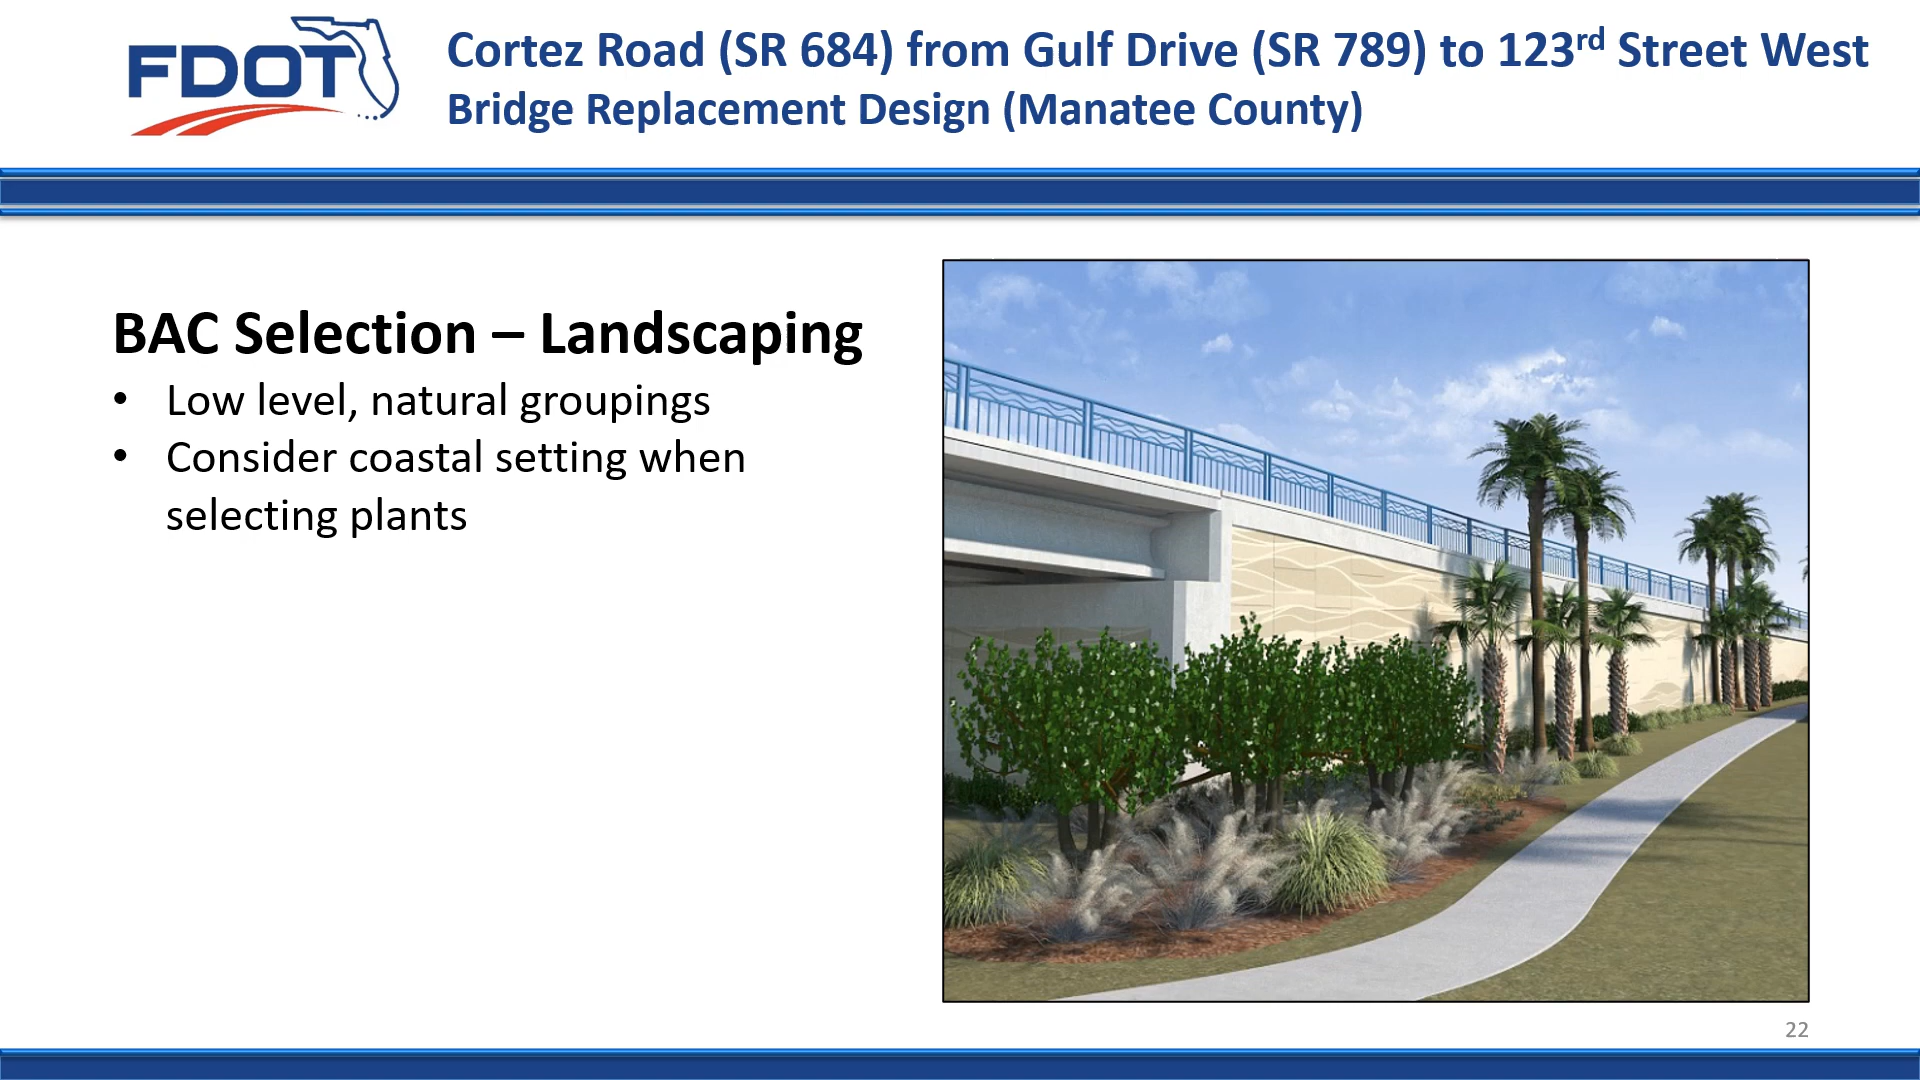 FDOT
Cortez Road (SR 684) from Gulf Drive (SR 789) to 123rd Street West
Bridge Replacement Design (Manatee County)
BAC Selection – Landscaping
• Low level, natural groupings
• Consider coastal setting when
selecting plants
22